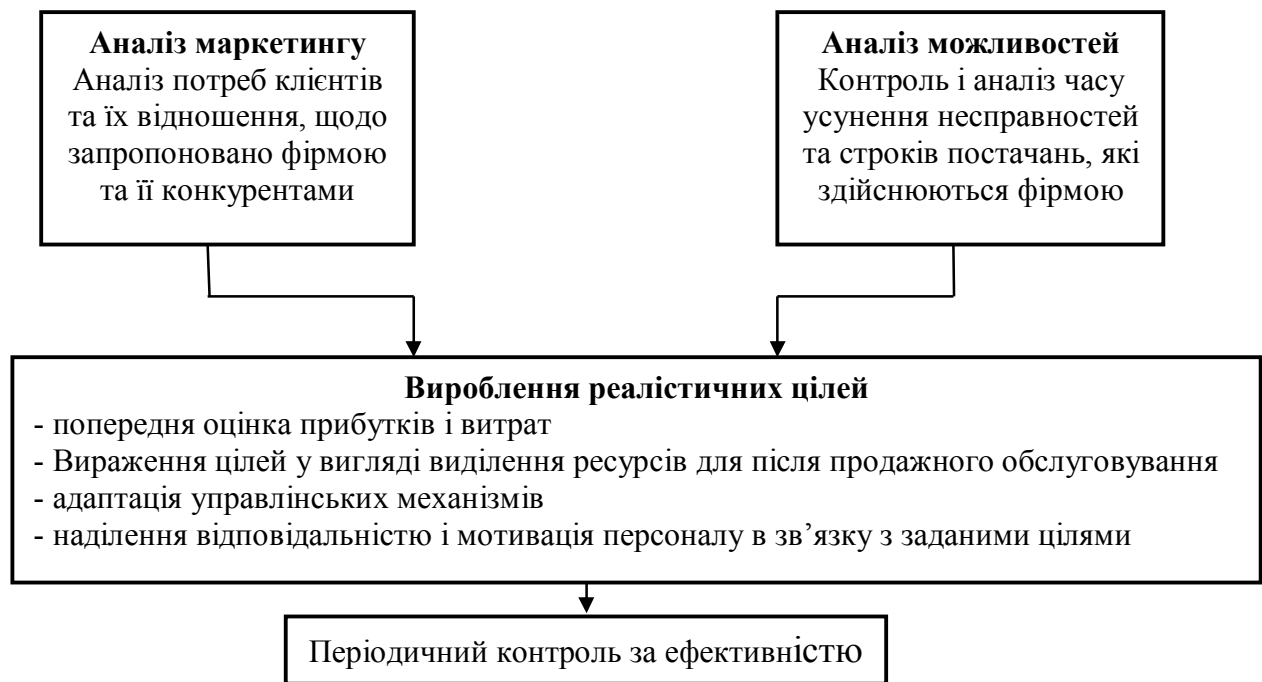 Аналіз маркетингу
Аналіз потреб клієнтів
та їх відношення, щодо
запропоновано фірмою
та її конкурентами
Аналіз можливостей
Контроль і аналіз часу
усунення несправностей
та строків постачань, які
здійснюються фірмою
Вироблення реалістичних цілей
- попередня оцінка прибутків і витрат
- Вираження цілей у вигляді виділення ресурсів для після продажного обслуговування
- адаптація управлінських механізмів
- наділення відповідальністю і мотивація персоналу в зв’язку з заданими цілями
Періодичний контроль за ефективністю